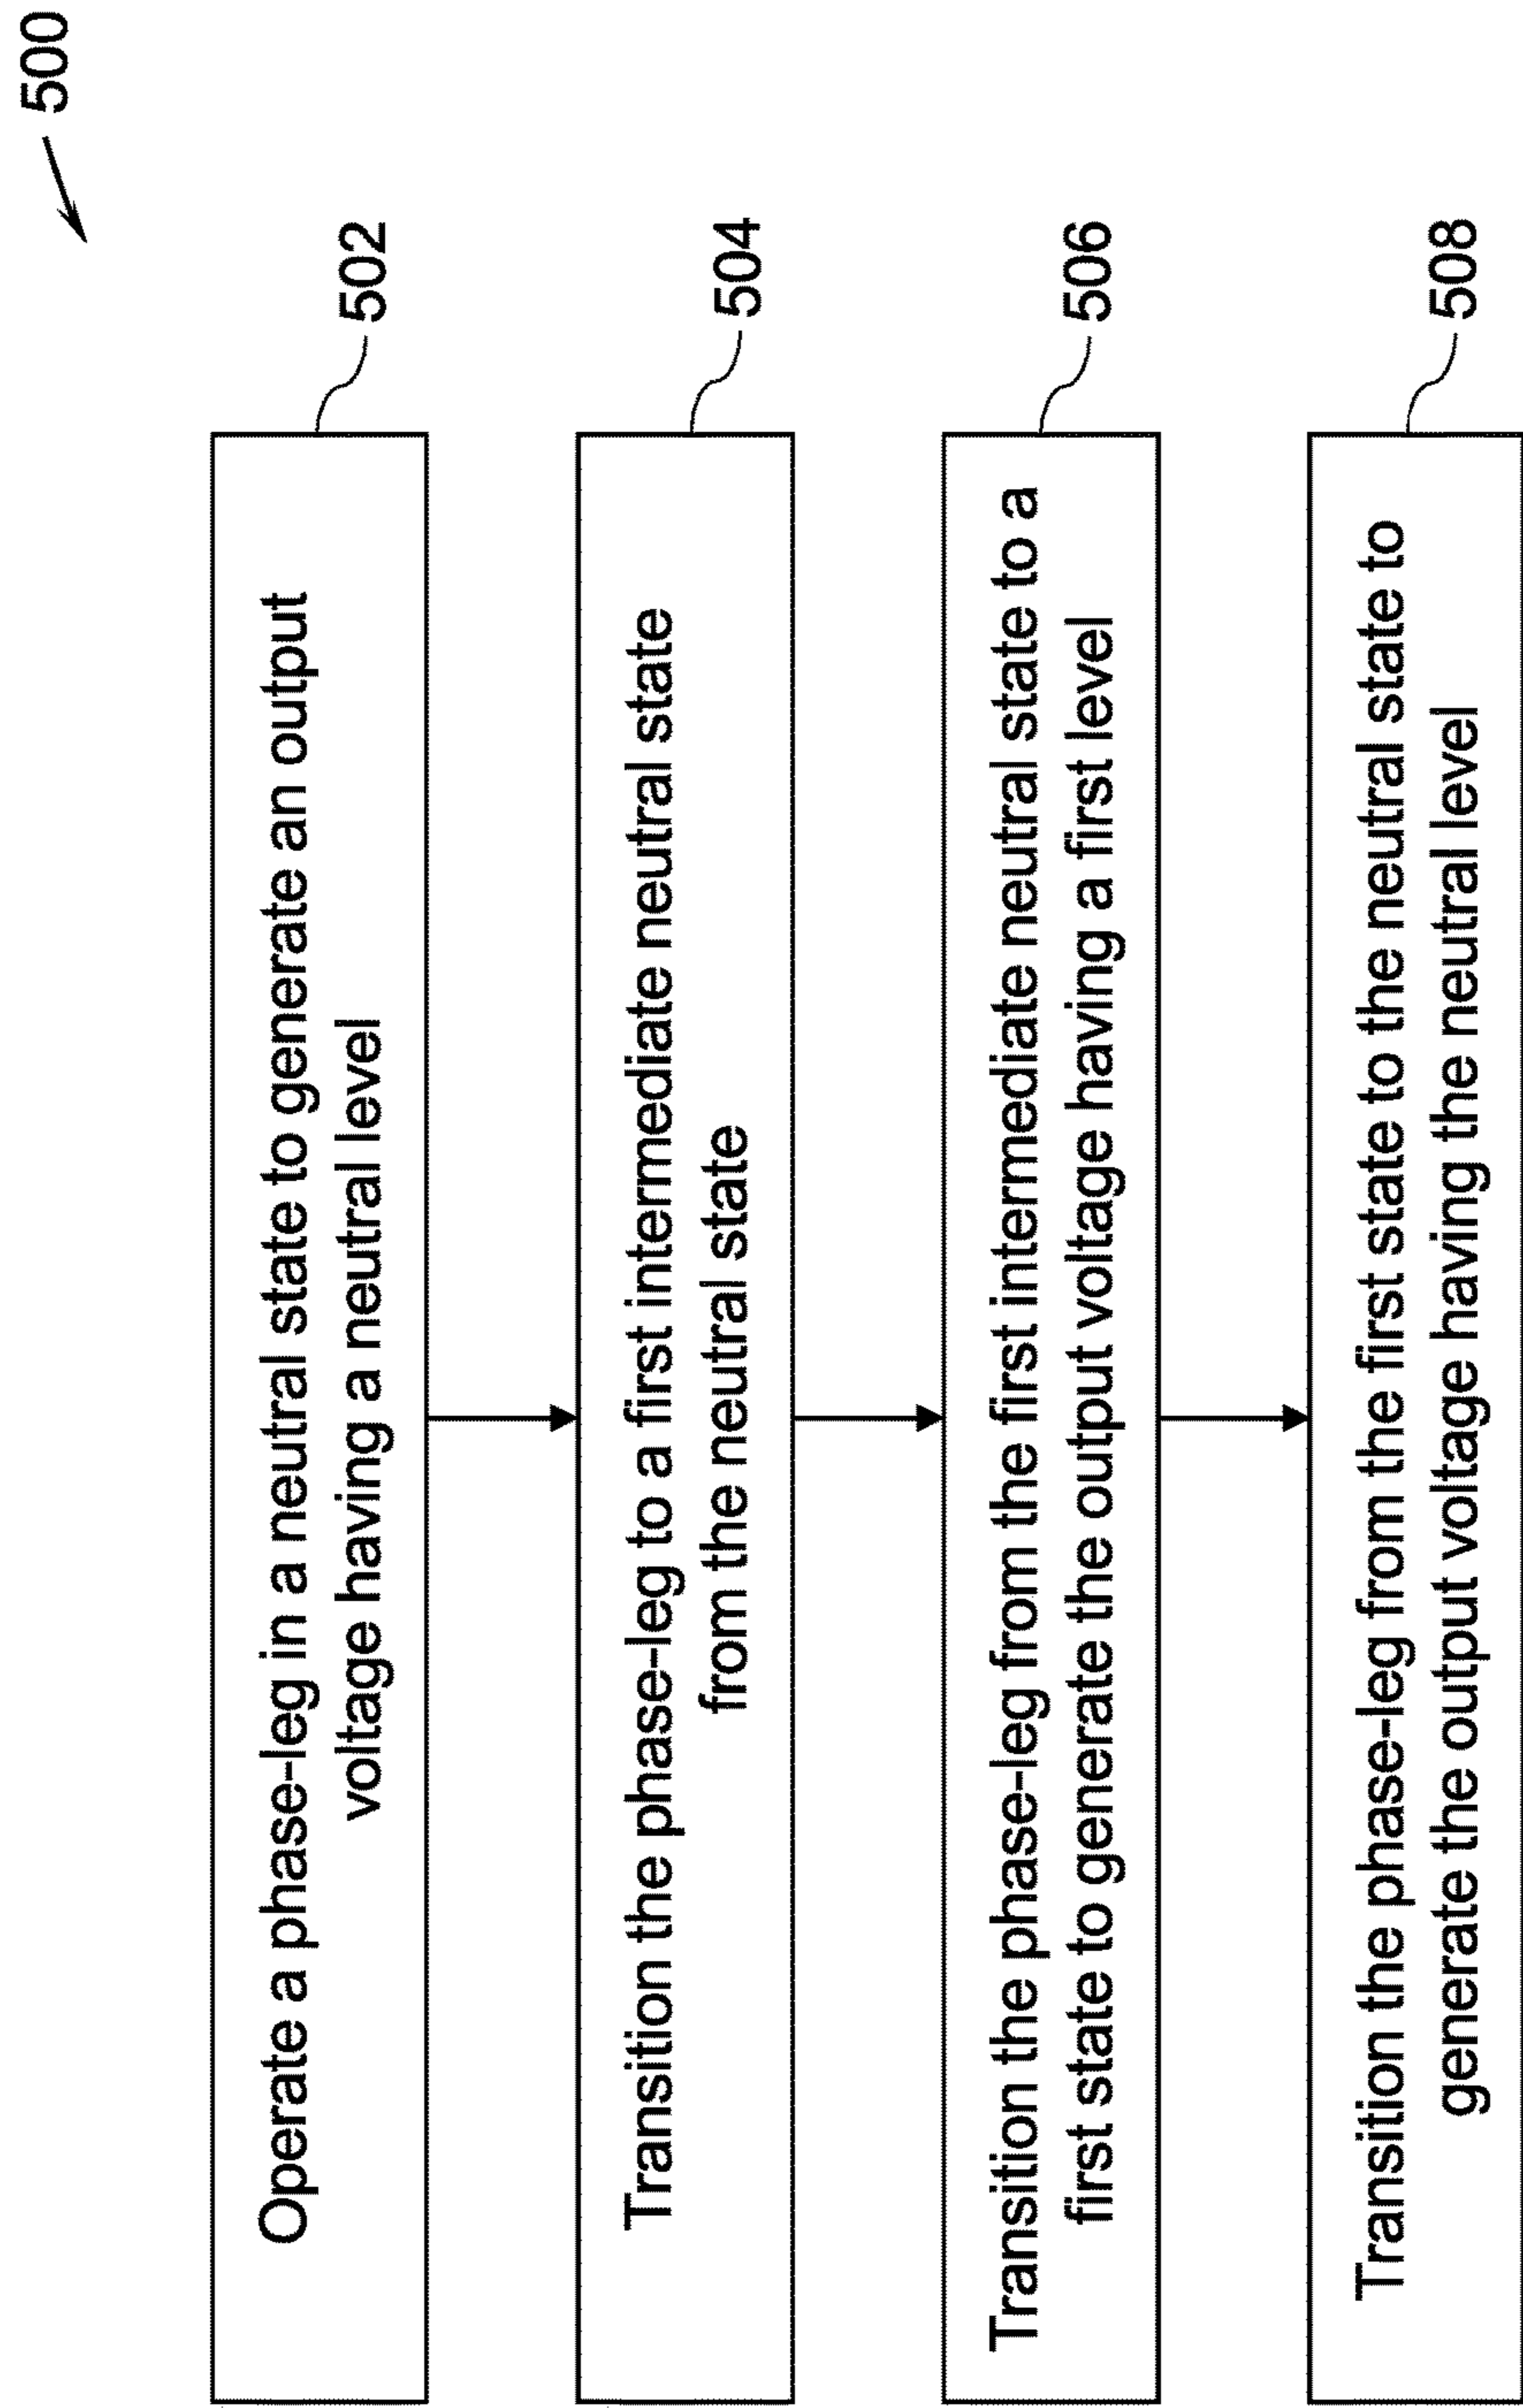 500
Operate a phase-leg in a neutral state to generate an output
voltage having a neutral level
502
Transition the phase-leg to a first intermediate neutral state
from the neutral state
504
Transition the phase-leg from the first intermediate neutral state to a
first state to generate the output voltage having a first level
506
Transition the phase-leg from the first state to the neutral state to
generate the output voltage having the neutral level
508